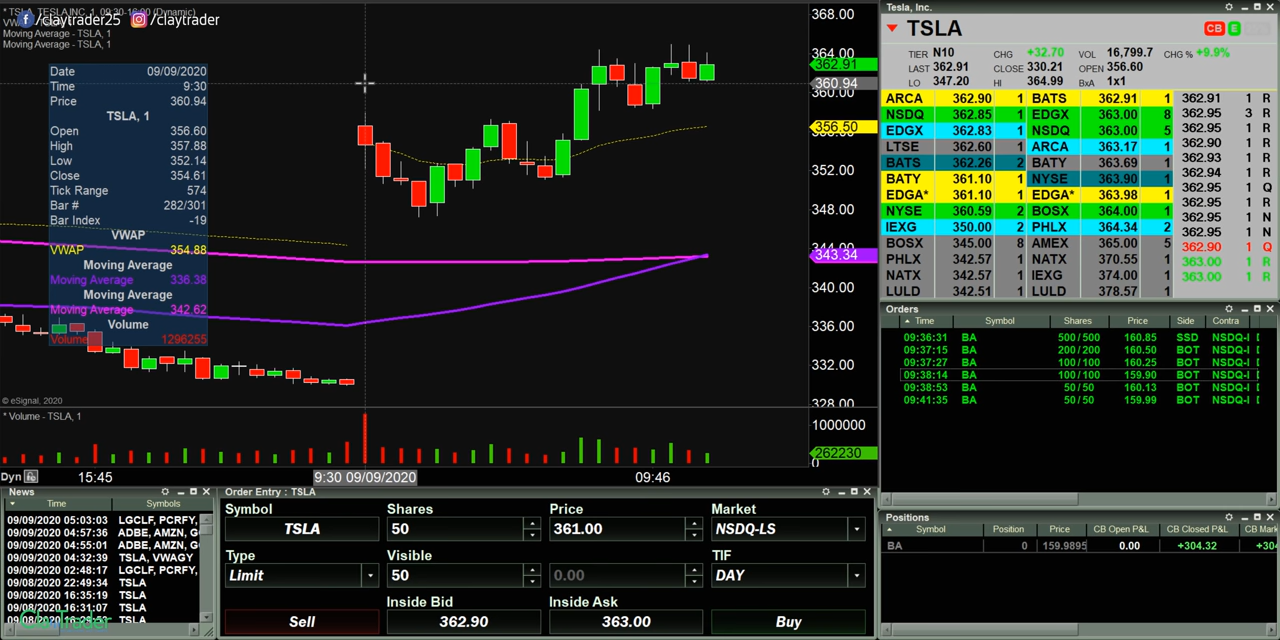 * TSLA, TESLA INC, 1, 09:30-16:00 (Dynamic)
/claytrader25 /claytrader
Moving Average - TSLA, 1
Moving Average - TSLA, 1
Date 09/09/2020
Time 9:30
Price 360.94
TSLA, 1
Open 356.60
High 357.88
Low 352.14
Close 354.61
Tick Range 574
Bar # 282/301
Bar Index -19
VWAP
VWAP 354.88
Moving Average
Moving Average 336.38
Moving Average
Moving Average 342.62
Volume
Volume 1296255
© eSignal, 2020
368.00
364.00
362.91
360.94
360.00
356.50
352.00
348.00
344.00
343.34
340.00
336.00
332.00
328.00
* Volume - TSLA, 1
1000000
262230
0
Dyn 15:45 9:30 09/09/2020 09:46
News
Time Symbols
09/09/2020 05:03:03 LGCLF, PCRFY,
09/09/2020 04:57:36 ADBE, AMZN, G
09/09/2020 04:55:01 ADBE, AMZN, G
09/09/2020 04:32:39 TSLA, VWAGY
09/09/2020 02:48:17 LGCLF, PCRFY,
09/08/2020 22:49:34 TSLA
09/08/2020 16:35:19 TSLA
09/08/2020 16:31:07 TSLA
TSLA
ClayTrader
Order Entry : TSLA
Symbol Shares Price Market
TSLA 50 361.00 NSDQ-LS
Type Visible TIF
Limit 50 0.00 DAY
Inside Bid Inside Ask
Sell 362.90 363.00 Buy
Tesla, Inc.
TSLA CB E
TIER N10 CHG +32.70 VOL 16,799.7 CHG % +9.9%
LAST 362.91 CLOSE 330.21 OPEN 356.60
LO 347.20 HI 364.99 BxA 1x1
ARCA 362.90 1 BATS 362.91 1
NSDQ 362.85 1 EDGX 363.00 8
EDGX 362.83 1 NSDQ 363.00 5
LTSE 362.60 1 ARCA 363.17 1
BATS 362.26 2 BATY 363.69 1
BATY 361.10 1 NYSE 363.90 1
EDGA* 361.10 1 EDGA* 363.98 1
NYSE 360.59 2 BOSX 364.00 1
IEXG 350.00 2 PHLX 364.34 2
BOSX 345.00 8 AMEX 365.00 5
PHLX 342.57 1 NATX 370.55 1
NATX 342.57 1 IEXG 374.00 1
LULD 342.51 1 LULD 378.57 1
362.91 1 R
362.95 3 R
362.95 1 R
362.90 1 R
362.93 1 R
362.94 1 R
362.95 1 Q
362.95 1 R
362.95 1 N
362.95 1 N
362.90 1 Q
363.00 1 R
363.00 1 R
Orders
Time Symbol Shares Price Side Contra
09:36:31 BA 500/500 160.85 SSD NSDQ-I
09:37:15 BA 200/200 160.50 BOT NSDQ-I
09:37:27 BA 100/100 160.25 BOT NSDQ-I
09:38:14 BA 100/100 159.90 BOT NSDQ-I
09:38:53 BA 50/50 160.13 BOT NSDQ-I
09:41:35 BA 50/50 159.99 BOT NSDQ-I
Positions
Symbol Position Price CB Open P&L CB Closed P&L CB Mark
BA 0 159.9895 0.00 +304.32 +304